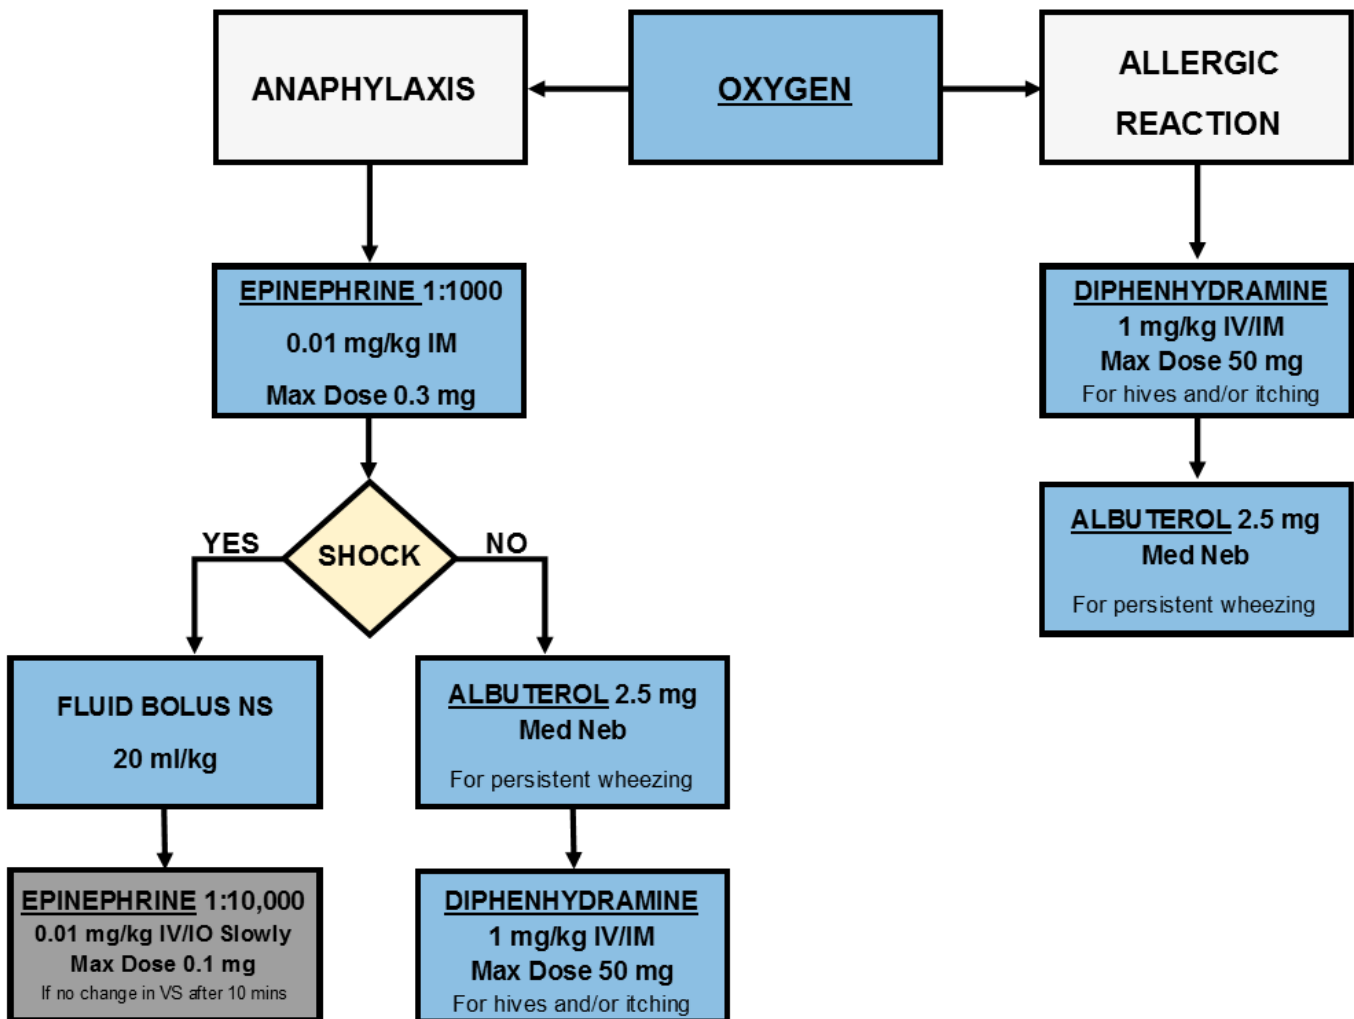 ANAPHYLAXIS
OXYGEN
ALLERGIC
REACTION
EPINEPHRINE 1:1000
0.01 mg/kg IM
Max Dose 0.3 mg
DIPHENHYDRAMINE
1 mg/kg IV/IM
Max Dose 50 mg
For hives and/or itching
YES
SHOCK
NO
ALBUTEROL 2.5 mg
Med Neb
For persistent wheezing
FLUID BOLUS NS
20 ml/kg
ALBUTEROL 2.5 mg
Med Neb
For persistent wheezing
EPINEPHRINE 1:10,000
0.01 mg/kg IV/IO Slowly
Max Dose 0.1 mg
If no change in VS after 10 mins
DIPHENHYDRAMINE
1 mg/kg IV/IM
Max Dose 50 mg
For hives and/or itching